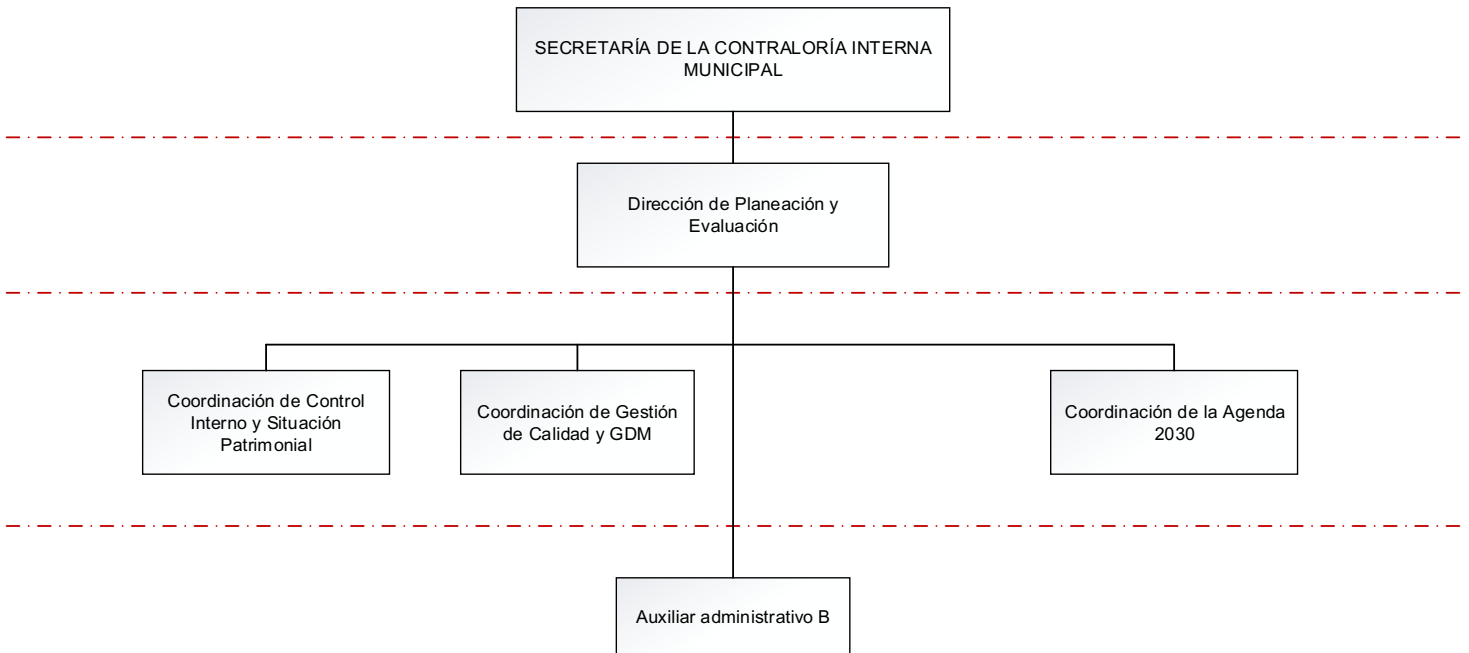 SECRETARÍA DE LA CONTRALORÍA INTERNA
MUNICIPAL
Dirección de Planeación y
Evaluación
Coordinación de Control
Interno y Situación
Patrimonial
Coordinación de Gestión
de Calidad y GDM
Coordinación de la Agenda
2030
Auxiliar administrativo B